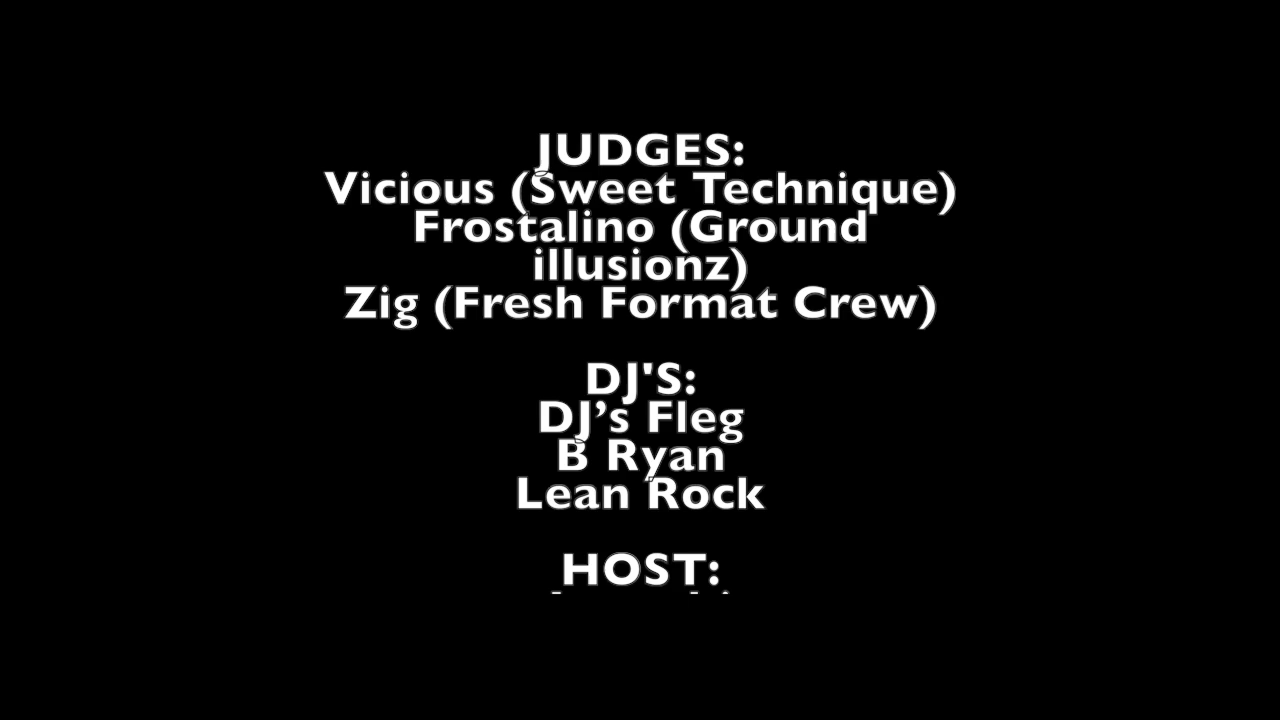 JUDGES:
Vicious (Sweet Technique)
Frostalino (Ground
illusionz)
Zig (Fresh Format Crew)
DJ'S:
DJ’s Fleg
B Ryan
Lean Rock
HOST: